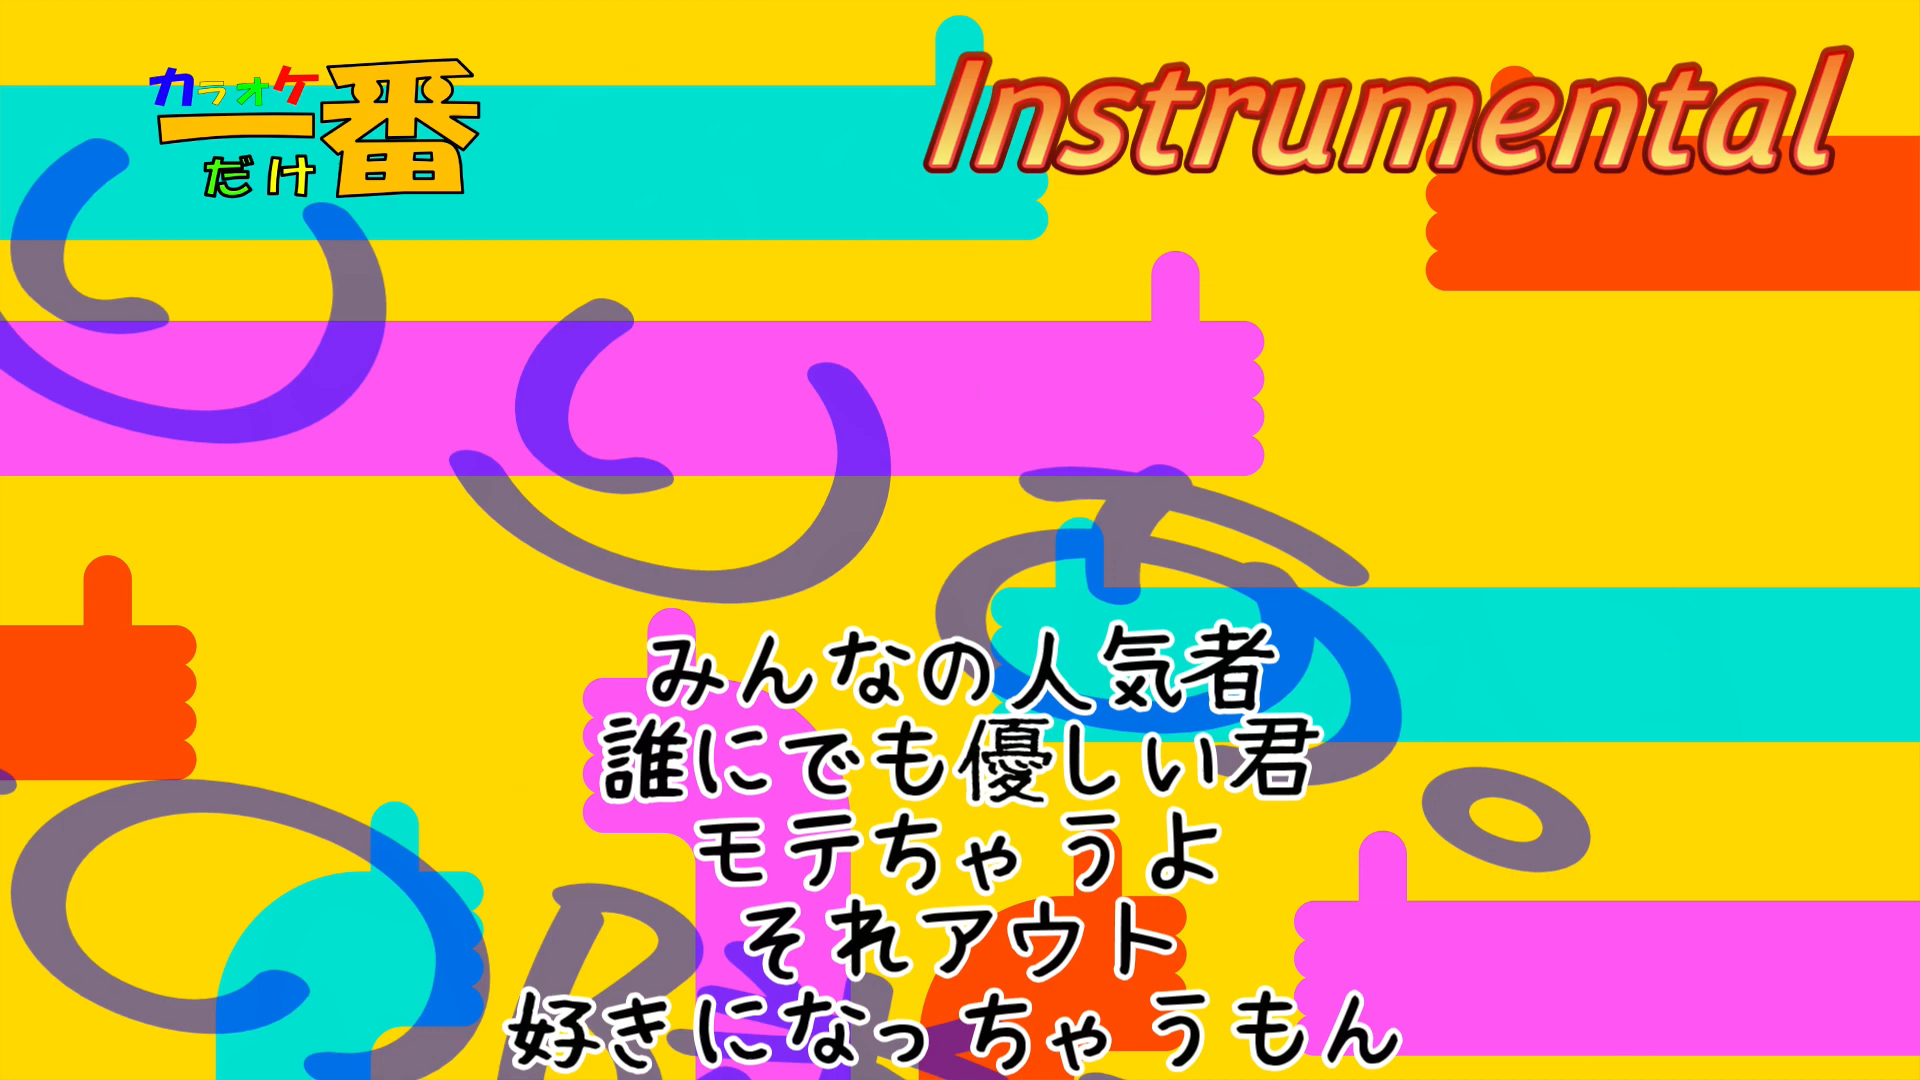 カラオケ
一番
だけ
Instrumental
みんなの人気者
誰にでも優しい君
モテちゃうよ
それアウト
好きになっちゃうもん